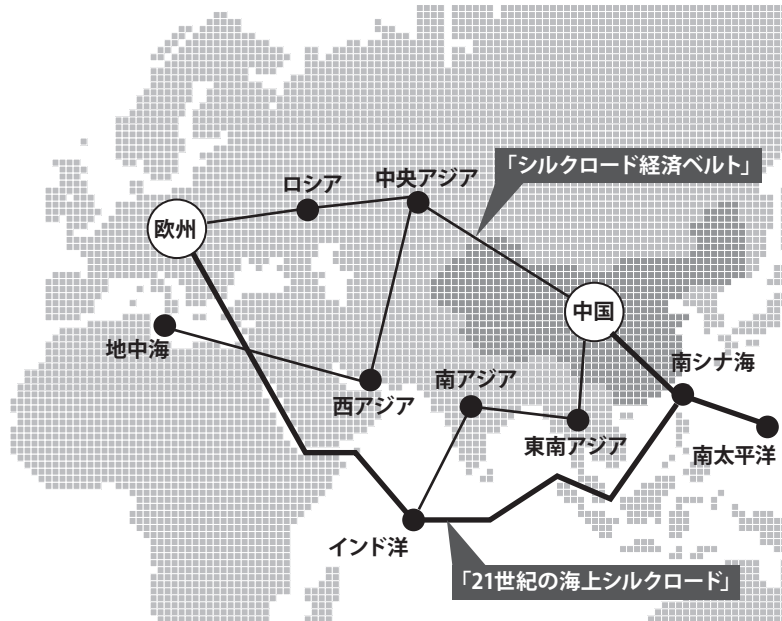 「シルクロード経済ベルト」
中央アジア
ロシア
欧州
中国
地中海
南シナ海
西アジア
南アジア
東南アジア
南太平洋
インド洋
「21世紀の海上シルクロード」